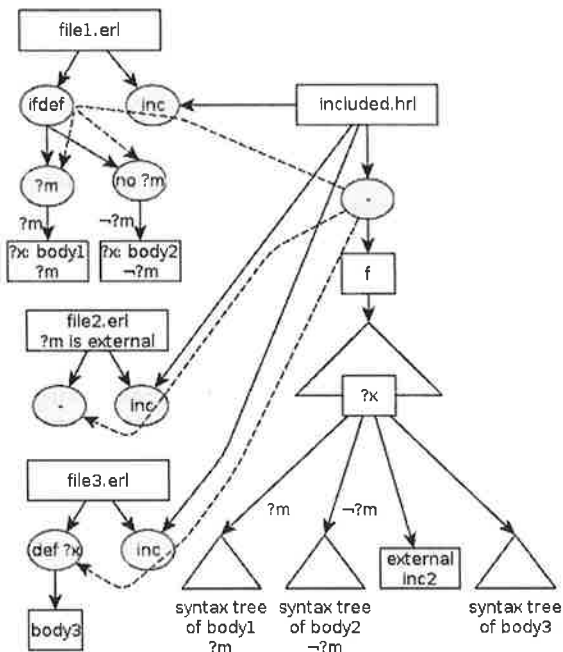 file1.erl
ifdef
inc
included.hrl
?m
no ?m
-
?m
¬?m
?x: body1
?m
?x: body2
¬?m
f
file2.erl
?m is external
-
inc
?x
file3.erl
?m
¬?m
def ?x
inc
external
inc2
body3
syntax tree
of body1
?m
syntax tree
of body2
¬?m
syntax tree
of body3